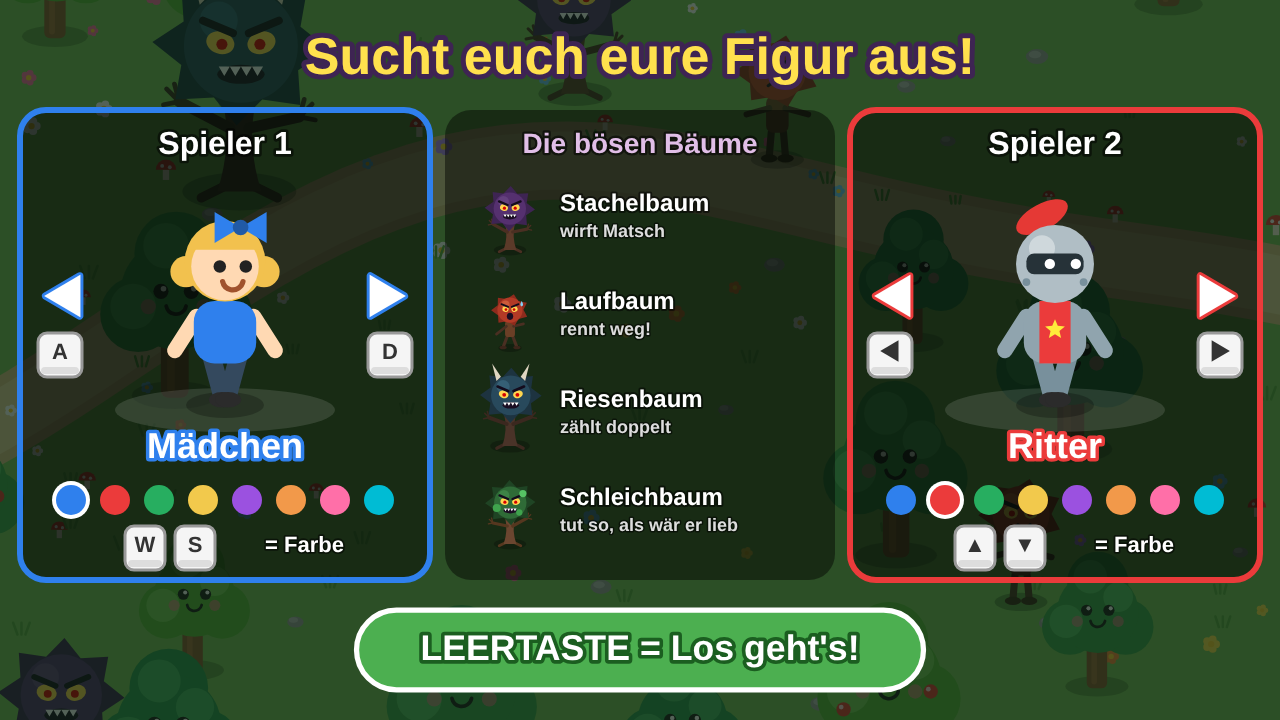 Sucht euch eure Figur aus!
Spieler 1
A
D
Mädchen
W S = Farbe
Die bösen Bäume
Stachelbaum
wirft Matsch
Laufbaum
rennt weg!
Riesenbaum
zählt doppelt
Schleichbaum
tut so, als wär er lieb
Spieler 2
◀
▶
Ritter
▲ ▼ = Farbe
LEERTASTE = Los geht's!